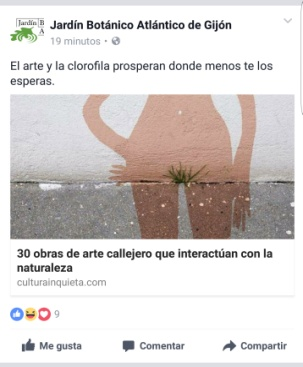 Jardín B
A
Jardín Botánico Atlántico de Gijón
19 minutos
El arte y la clorofila prosperan donde menos te los
esperas.
30 obras de arte callejero que interactúan con la
naturaleza
culturainquieta.com
9
Me gusta
Comentar
Compartir